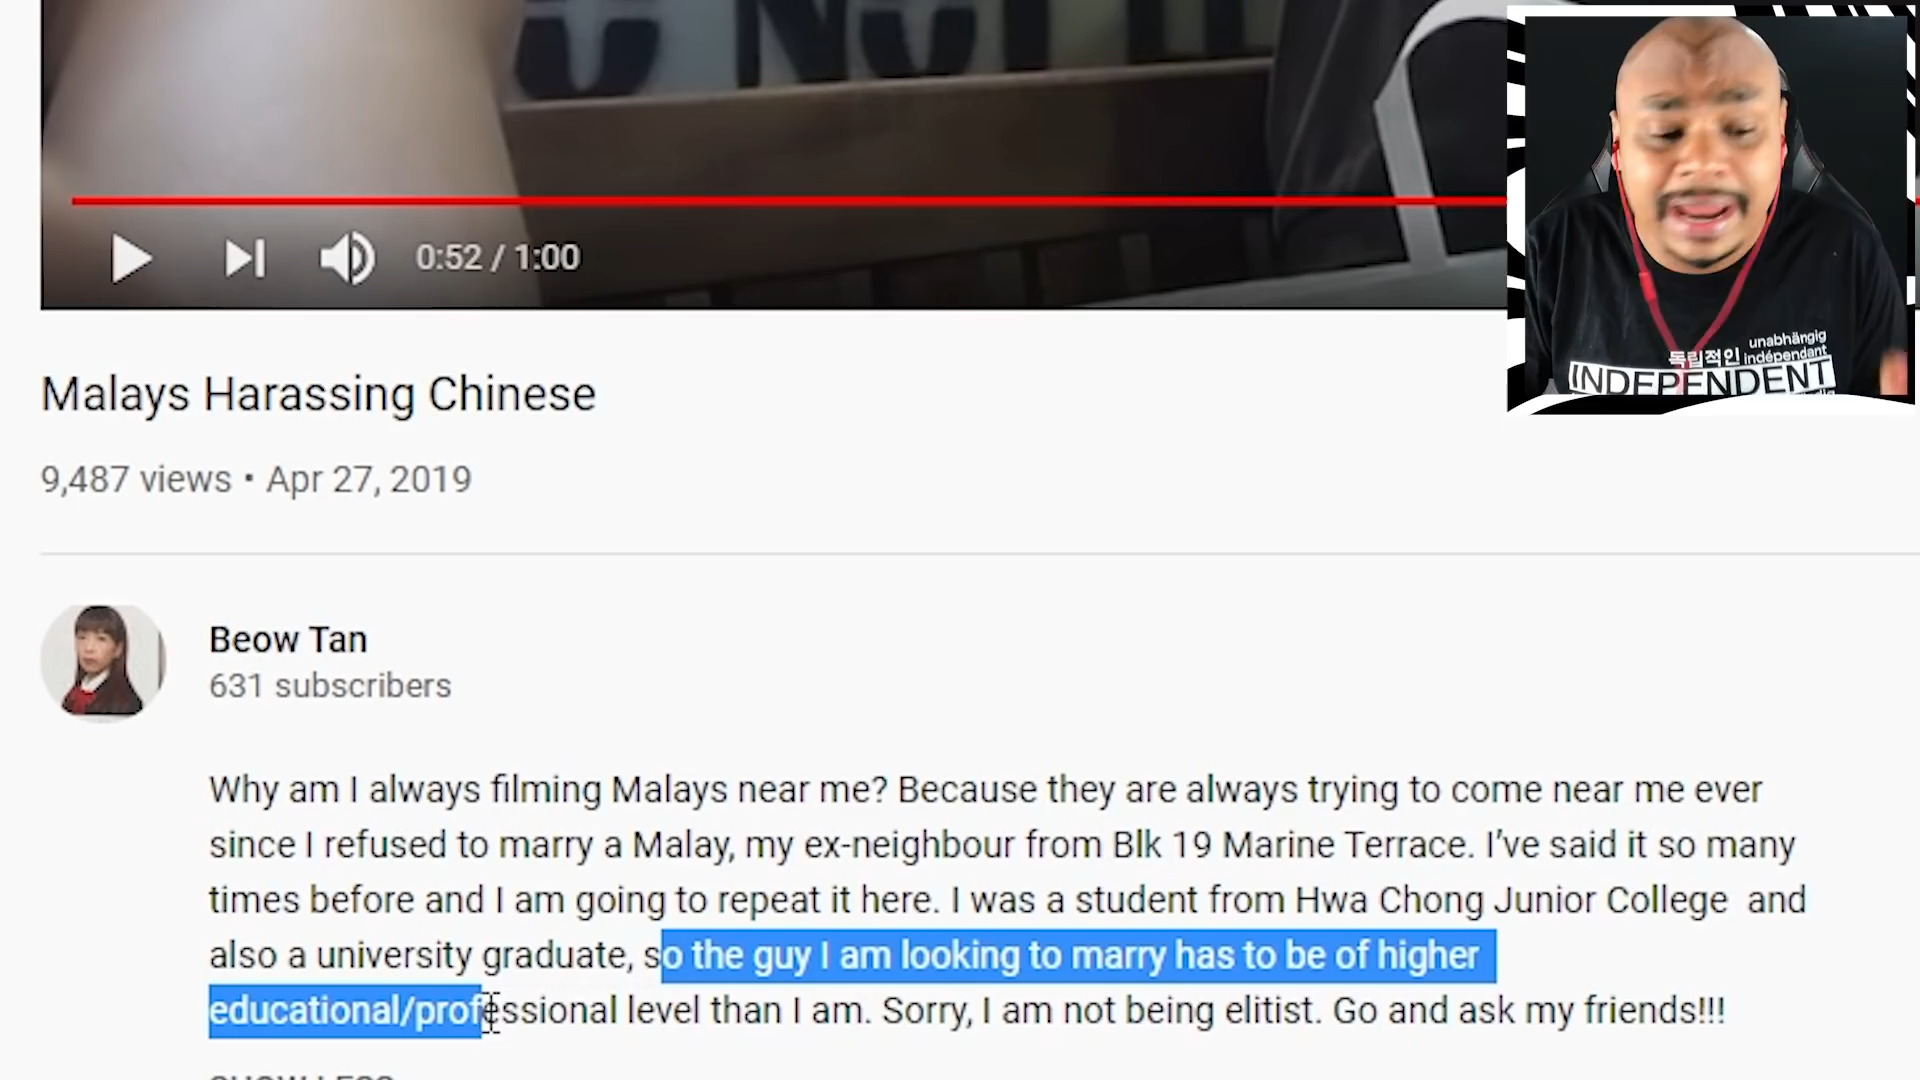 NOT
0:52 / 1:00
unabhängig
독립적인 indépendant
INDEPENDENT
Malays Harassing Chinese
9,487 views • Apr 27, 2019
Beow Tan
631 subscribers
Why am I always filming Malays near me? Because they are always trying to come near me ever
since I refused to marry a Malay, my ex-neighbour from Blk 19 Marine Terrace. I’ve said it so many
times before and I am going to repeat it here. I was a student from Hwa Chong Junior College and
also a university graduate, so the guy I am looking to marry has to be of higher
educational/professional level than I am. Sorry, I am not being elitist. Go and ask my friends!!!
SHOW LESS